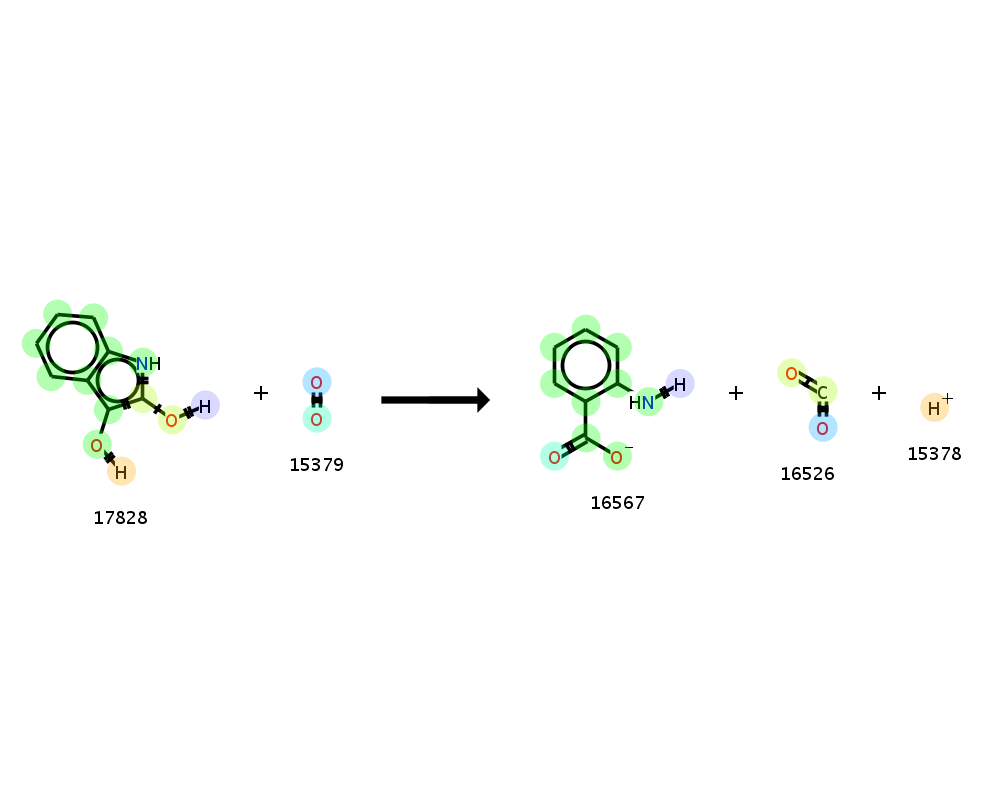 NH
O H
O
H
17828
+
O
O
15379
HN H
O O−
16567
+
O
C
O
16526
+
H+
15378